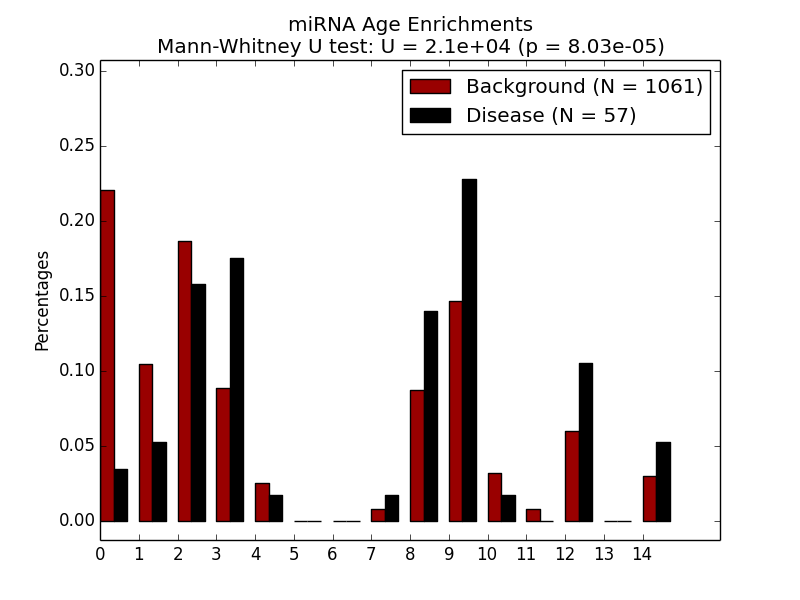 miRNA Age Enrichments
Mann-Whitney U test: U = 2.1e+04 (p = 8.03e-05)
Background (N = 1061)
Disease (N = 57)
Percentages
0.30
0.25
0.20
0.15
0.10
0.05
0.00
0 1 2 3 4 5 6 7 8 9 10 11 12 13 14